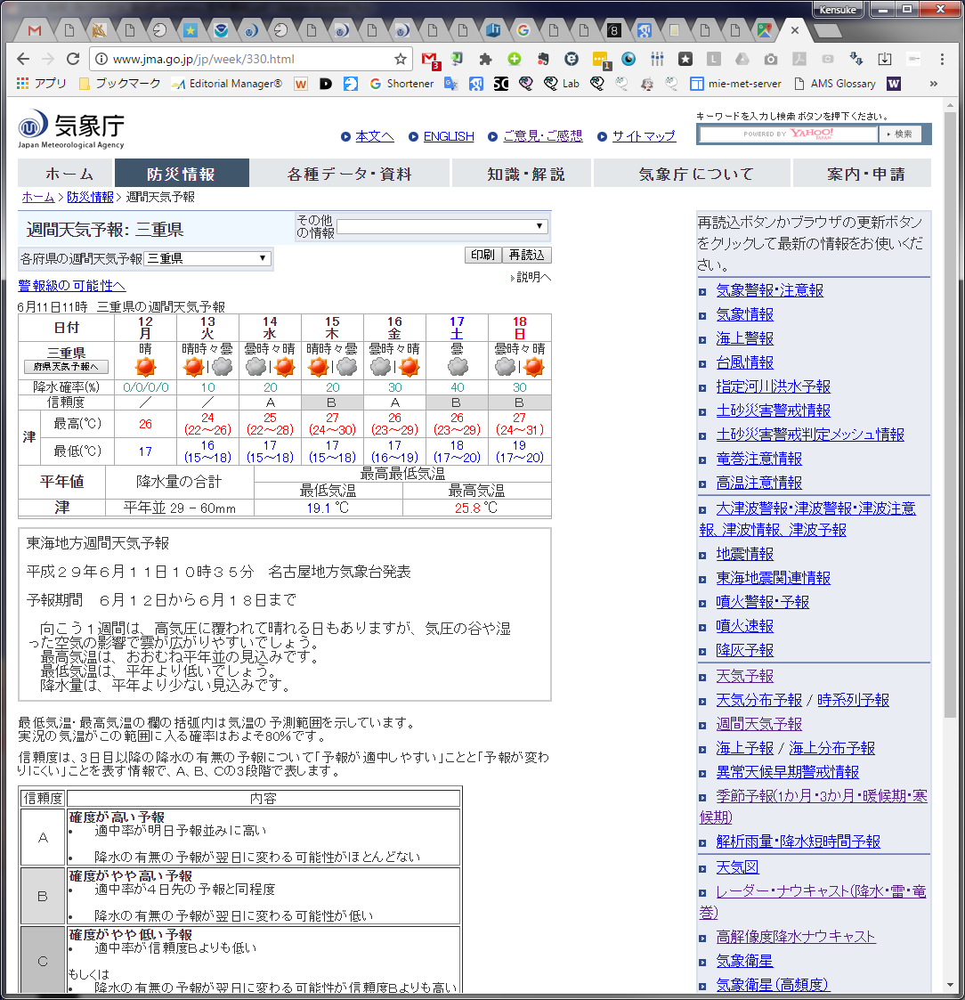 Kensuke
www.jma.go.jp/jp/week/330.html
アプリ ブックマーク Editorial Manager® Shortener Lab mie-met-server AMS Glossary »
気象庁
Japan Meteorological Agency
本文へ ENGLISH ご意見・ご感想 サイトマップ
キーワードを入力し検索ボタンを押下ください。
POWERED BY YAHOO! JAPAN 検索
ホーム 防災情報 各種データ・資料 知識・解説 気象庁について 案内・申請
ホーム > 防災情報 > 週間天気予報
週間天気予報: 三重県
その他の情報
各府県の週間天気予報 三重県
印刷 再読込
»説明へ
警報級の可能性へ
6月11日11時 三重県の週間天気予報
日付 12月 13火 14水 15木 16金 17土 18日
三重県 府県天気予報へ 晴 晴時々曇 曇時々晴 晴時々曇 曇時々晴 曇 曇時々晴
降水確率(%) 0/0/0/0 10 20 20 30 40 30
信頼度 / / A B A B B
津 最高(℃) 26 24(22～26) 25(22～28) 27(24～30) 26(23～29) 26(23～29) 27(24～31)
最低(℃) 17 16(15～18) 17(15～18) 17(15～18) 17(16～19) 18(17～20) 19(17～20)
平年値 降水量の合計 最高最低気温
最低気温 最高気温
津 平年並 29 - 60mm 19.1 ℃ 25.8 ℃
東海地方週間天気予報
平成２９年６月１１日１０時３５分　名古屋地方気象台発表
予報期間　６月１２日から６月１８日まで
向こう１週間は、高気圧に覆われて晴れる日もありますが、気圧の谷や湿
った空気の影響で雲が広がりやすいでしょう。
最高気温は、おおむね平年並の見込みです。
最低気温は、平年より低いでしょう。
降水量は、平年より少ない見込みです。
最低気温・最高気温の欄の括弧内は気温の予測範囲を示しています。
実況の気温がこの範囲に入る確率はおよそ80%です。
信頼度は、3日目以降の降水の有無の予報について「予報が適中しやすい」ことと「予報が変わ
りにくい」ことを表す情報で、A、B、Cの3段階で表します。
信頼度 内容
A
確度が高い予報
• 適中率が明日予報並みに高い
• 降水の有無の予報が翌日に変わる可能性がほとんどない
B
確度がやや高い予報
• 適中率が４日先の予報と同程度
• 降水の有無の予報が翌日に変わる可能性が低い
C
確度がやや低い予報
• 適中率が信頼度Bよりも低い
もしくは
• 降水の有無の予報が翌日に変わる可能性が信頼度Bよりも高い
再読込ボタンかブラウザの更新ボタン
をクリックして最新の情報をお使いくだ
さい。
気象警報・注意報
気象情報
海上警報
台風情報
指定河川洪水予報
土砂災害警戒情報
土砂災害警戒判定メッシュ情報
竜巻注意情報
高温注意情報
大津波警報・津波警報・津波注意
報、津波情報、津波予報
地震情報
東海地震関連情報
噴火警報・予報
噴火速報
降灰予報
天気予報
天気分布予報 / 時系列予報
週間天気予報
海上予報 / 海上分布予報
異常天候早期警戒情報
季節予報(1か月・3か月・暖候期・寒
候期)
解析雨量・降水短時間予報
天気図
レーダー・ナウキャスト(降水・雷・竜
巻)
高解像度降水ナウキャスト
気象衛星
気象衛星(高頻度)